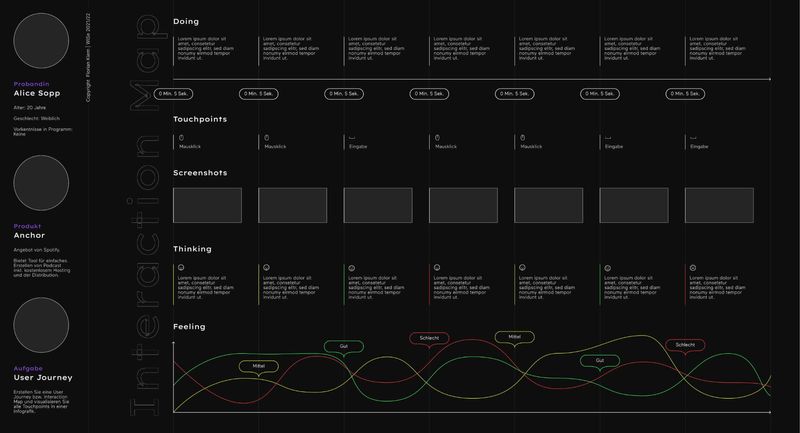 Probandin
Alice Sopp
Alter: 20 Jahre
Geschlecht: Weiblich
Vorkentnisse in Programm:
Keine
Produkt
Anchor
Angebot von Spotify.
Bietet Tool für einfaches
Erstellen von Podcast
inkl. kostenlosem Hosting
und der Distribution.
Aufgabe
User Journey
Erstellen Sie eine User
Journey bzw. Interaction
Map und visualisieren Sie
alle Touchpoints in einer
Infografik.
Copyright Florian Kiem | WiSe 2021/22
Interaction Map
Doing
Lorem ipsum dolor sit
amet, consetetur
sadipscing elitr, sed diam
nonumy eirmod tempor
invidunt ut.
Lorem ipsum dolor sit
amet, consetetur
sadipscing elitr, sed diam
nonumy eirmod tempor
invidunt ut.
Lorem ipsum dolor sit
amet, consetetur
sadipscing elitr, sed diam
nonumy eirmod tempor
invidunt ut.
Lorem ipsum dolor sit
amet, consetetur
sadipscing elitr, sed diam
nonumy eirmod tempor
invidunt ut.
Lorem ipsum dolor sit
amet, consetetur
sadipscing elitr, sed diam
nonumy eirmod tempor
invidunt ut.
Lorem ipsum dolor sit
amet, consetetur
sadipscing elitr, sed diam
nonumy eirmod tempor
invidunt ut.
Lorem ipsum dolor sit
amet, consetetur
sadipscing elitr, sed diam
nonumy eirmod tempor
invidunt ut.
0 Min. 5 Sek.
0 Min. 5 Sek.
0 Min. 5 Sek.
0 Min. 5 Sek.
0 Min. 5 Sek.
0 Min. 5 Sek.
0 Min. 5 Sek.
Touchpoints
Mausklick
Mausklick
Eingabe
Mausklick
Mausklick
Eingabe
Eingabe
Screenshots
Thinking
Lorem ipsum dolor sit
amet, consetetur
sadipscing elitr, sed diam
nonumy eirmod tempor
invidunt ut.
Lorem ipsum dolor sit
amet, consetetur
sadipscing elitr, sed diam
nonumy eirmod tempor
invidunt ut.
Lorem ipsum dolor sit
amet, consetetur
sadipscing elitr, sed diam
nonumy eirmod tempor
invidunt ut.
Lorem ipsum dolor sit
amet, consetetur
sadipscing elitr, sed diam
nonumy eirmod tempor
invidunt ut.
Lorem ipsum dolor sit
amet, consetetur
sadipscing elitr, sed diam
nonumy eirmod tempor
invidunt ut.
Lorem ipsum dolor sit
amet, consetetur
sadipscing elitr, sed diam
nonumy eirmod tempor
invidunt ut.
Lorem ipsum dolor sit
amet, consetetur
sadipscing elitr, sed diam
nonumy eirmod tempor
invidunt ut.
Feeling
Mittel
Gut
Schlecht
Mittel
Gut
Schlecht